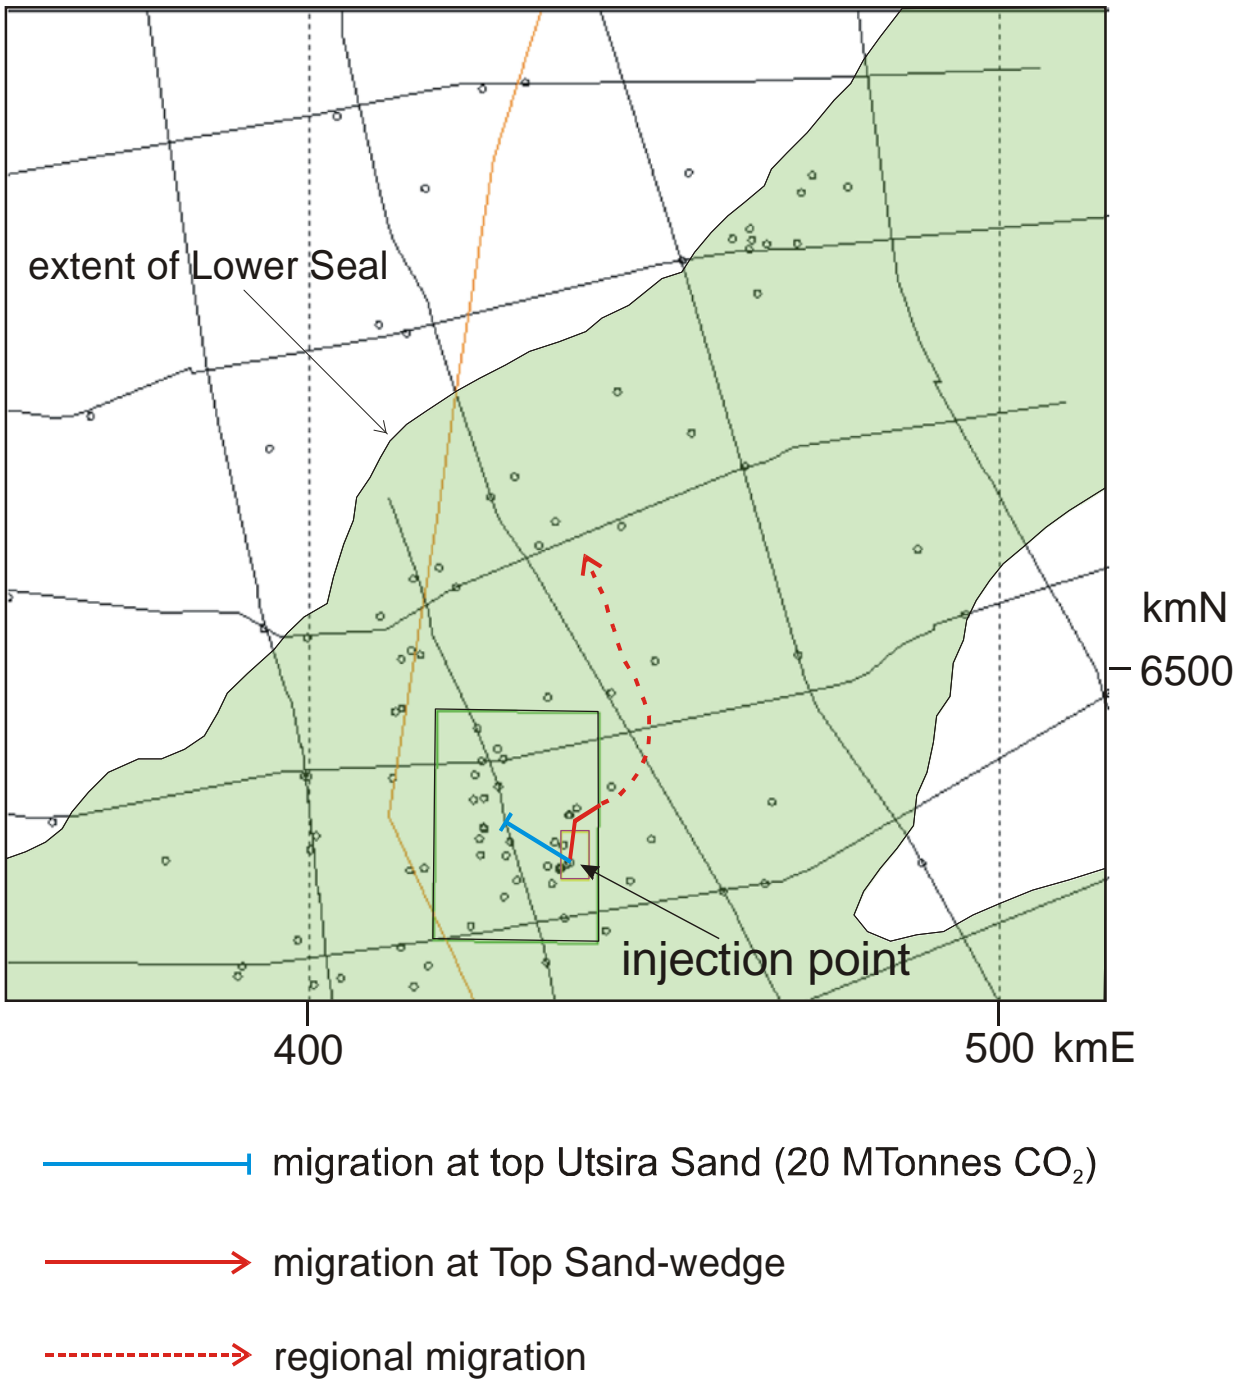 extent of Lower Seal
kmN
6500
injection point
400
500 kmE
migration at top Utsira Sand (20 MTonnes CO₂)
migration at Top Sand-wedge
regional migration